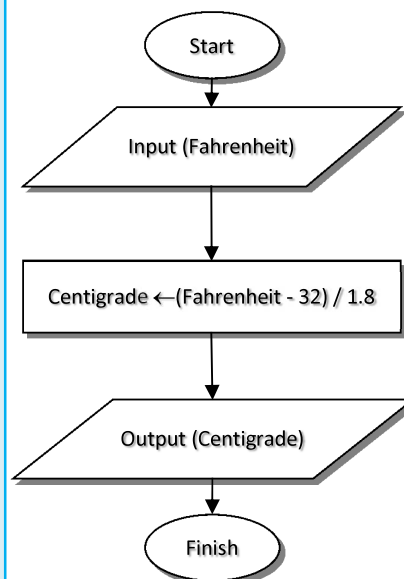 Start
Input (Fahrenheit)
Centigrade ←(Fahrenheit - 32) / 1.8
Output (Centigrade)
Finish